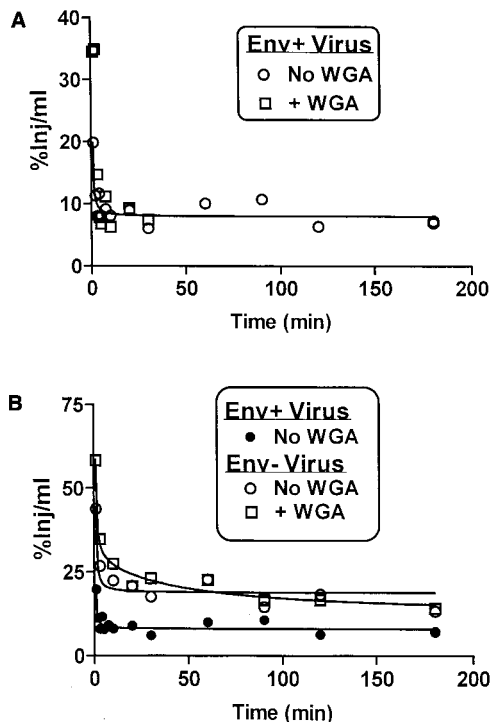 A
Env+ Virus
No WGA
+ WGA
%Inj/ml
40
30
20
10
0
0 50 100 150 200
Time (min)
B
Env+ Virus
No WGA
Env- Virus
No WGA
+ WGA
%Inj/ml
75
50
25
0
0 50 100 150 200
Time (min)